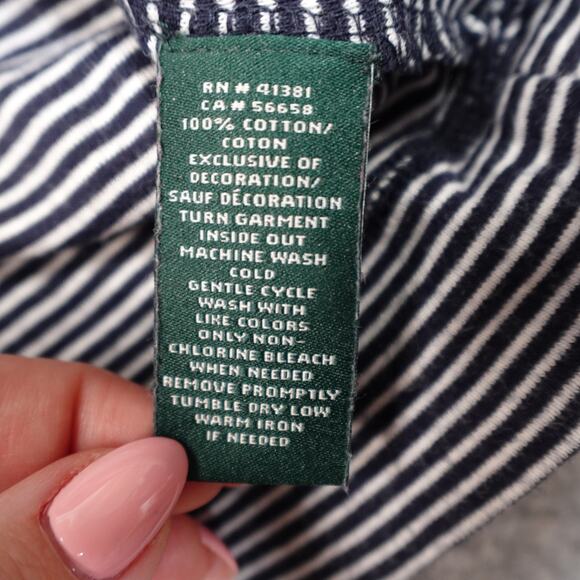 RN # 41381
CA # 56658
100% COTTON/
COTON
EXCLUSIVE OF
DECORATION/
SAUF DÉCORATION
TURN GARMENT
INSIDE OUT
MACHINE WASH
COLD
GENTLE CYCLE
WASH WITH
LIKE COLORS
ONLY NON-
CHLORINE BLEACH
WHEN NEEDED
REMOVE PROMPTLY
TUMBLE DRY LOW
WARM IRON
IF NEEDED